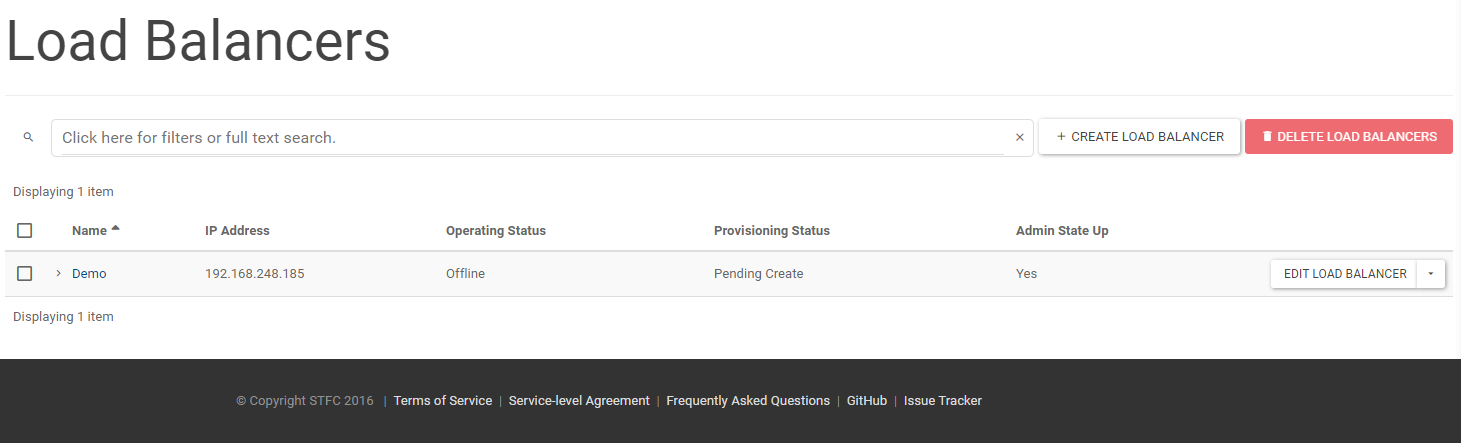 Load Balancers
Click here for filters or full text search. × + CREATE LOAD BALANCER DELETE LOAD BALANCERS
Displaying 1 item
Name IP Address Operating Status Provisioning Status Admin State Up
Demo 192.168.248.185 Offline Pending Create Yes EDIT LOAD BALANCER
Displaying 1 item
© Copyright STFC 2016 | Terms of Service | Service-level Agreement | Frequently Asked Questions | GitHub | Issue Tracker